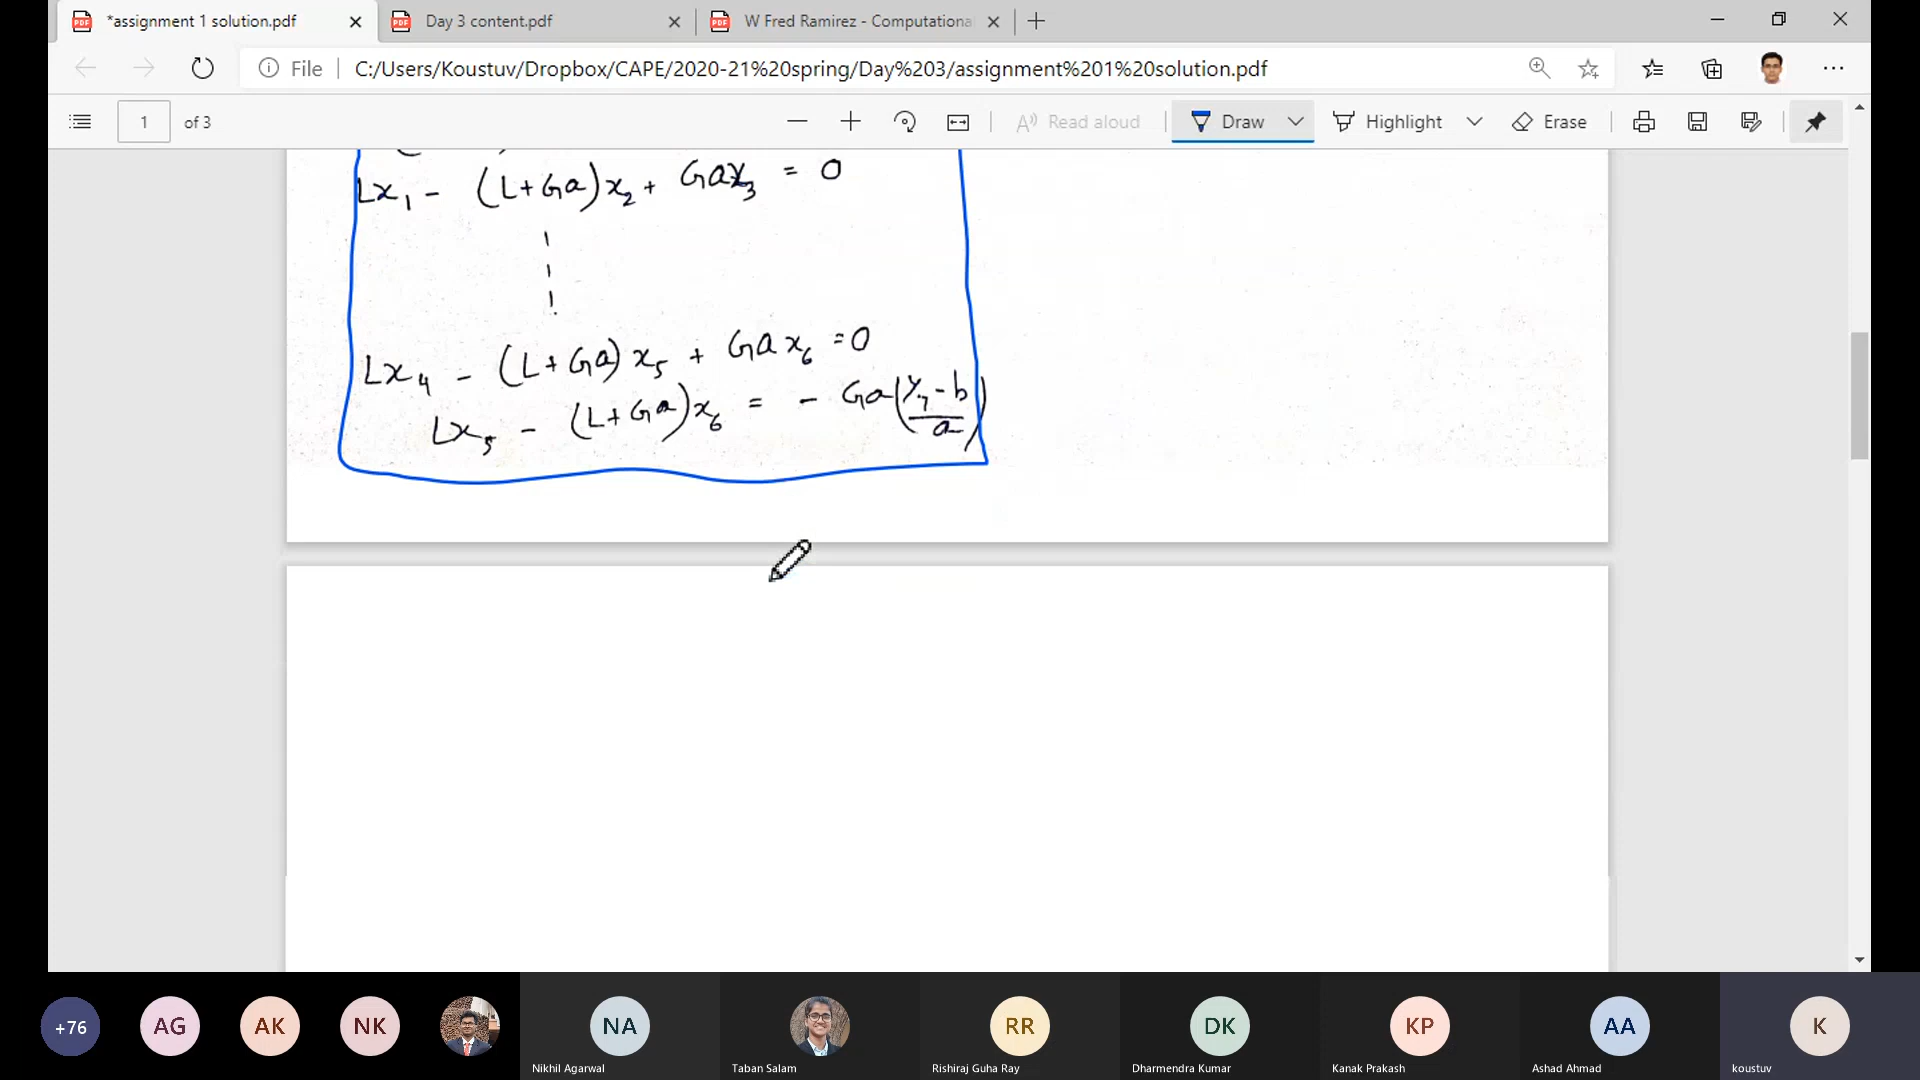 *assignment 1 solution.pdf
Day 3 content.pdf
W Fred Ramirez - Computationa
File
C:/Users/Koustuv/Dropbox/CAPE/2020-21%20spring/Day%203/assignment%201%20solution.pdf
1 of 3
Read aloud
Draw
Highlight
Erase
Lx₁ - (L+Ga)x₂ + Gax₃ = 0
Lx₄ - (L+Ga)x₅ + Gax₆ = 0
Lx₅ - (L+Ga)x₆ = - Ga(y₇ - b / a)
+76
AG
AK
NK
NA
RR
DK
KP
AA
K
Nikhil Agarwal
Taban Salam
Rishiraj Guha Ray
Dharmendra Kumar
Kanak Prakash
Ashad Ahmad
koustuv